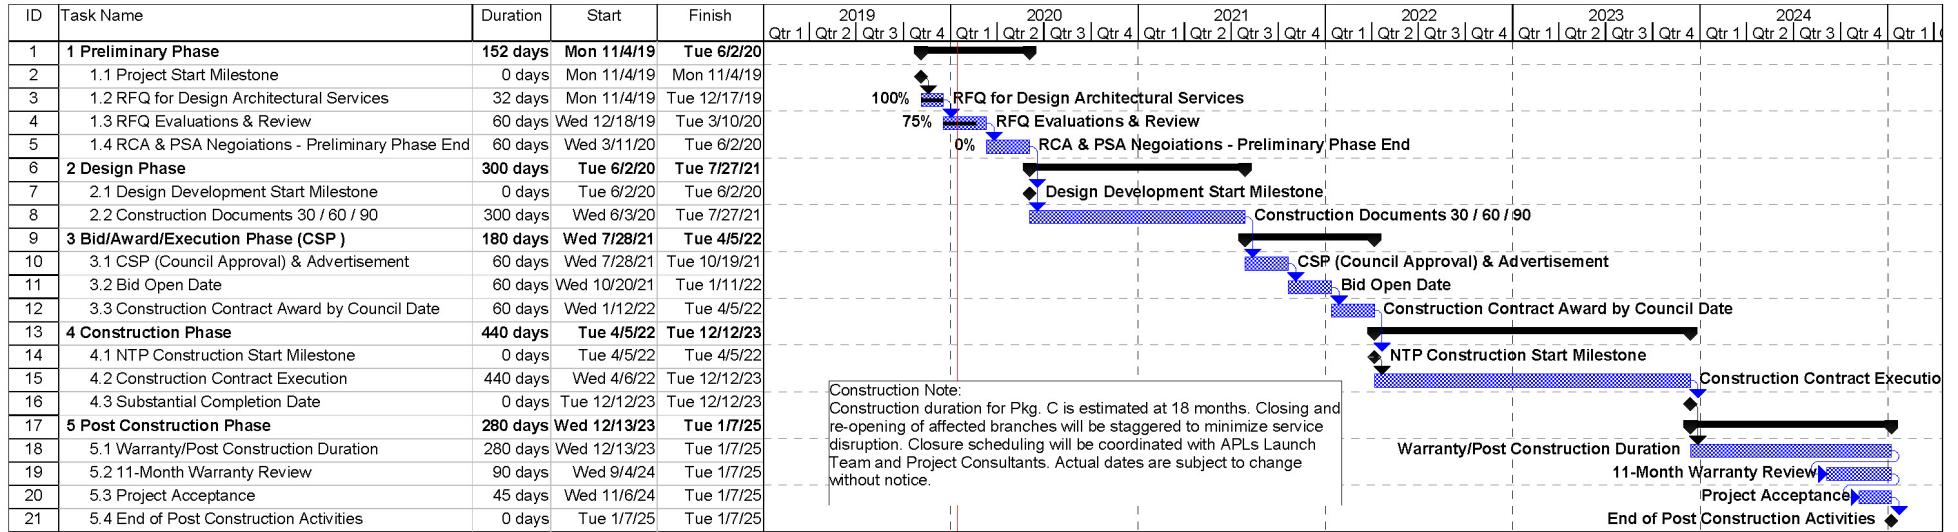 ID Task Name Duration Start Finish 2019 2020 2021 2022 2023 2024
Qtr 1 Qtr 2 Qtr 3 Qtr 4 Qtr 1 Qtr 2 Qtr 3 Qtr 4 Qtr 1 Qtr 2 Qtr 3 Qtr 4 Qtr 1 Qtr 2 Qtr 3 Qtr 4 Qtr 1 Qtr 2 Qtr 3 Qtr 4 Qtr 1 Qtr 2 Qtr 3 Qtr 4 Qtr 1
1 1 Preliminary Phase 152 days Mon 11/4/19 Tue 6/2/20
2 1.1 Project Start Milestone 0 days Mon 11/4/19 Mon 11/4/19
3 1.2 RFQ for Design Architectural Services 32 days Mon 11/4/19 Tue 12/17/19 100% RFQ for Design Architectural Services
4 1.3 RFQ Evaluations & Review 60 days Wed 12/18/19 Tue 3/10/20 75% RFQ Evaluations & Review
5 1.4 RCA & PSA Negoiations - Preliminary Phase End 60 days Wed 3/11/20 Tue 6/2/20 0% RCA & PSA Negoiations - Preliminary Phase End
6 2 Design Phase 300 days Tue 6/2/20 Tue 7/27/21
7 2.1 Design Development Start Milestone 0 days Tue 6/2/20 Tue 6/2/20 Design Development Start Milestone
8 2.2 Construction Documents 30 / 60 / 90 300 days Wed 6/3/20 Tue 7/27/21 Construction Documents 30 / 60 / 90
9 3 Bid/Award/Execution Phase (CSP ) 180 days Wed 7/28/21 Tue 4/5/22
10 3.1 CSP (Council Approval) & Advertisement 60 days Wed 7/28/21 Tue 10/19/21 CSP (Council Approval) & Advertisement
11 3.2 Bid Open Date 60 days Wed 10/20/21 Tue 1/11/22 Bid Open Date
12 3.3 Construction Contract Award by Council Date 60 days Wed 1/12/22 Tue 4/5/22 Construction Contract Award by Council Date
13 4 Construction Phase 440 days Tue 4/5/22 Tue 12/12/23
14 4.1 NTP Construction Start Milestone 0 days Tue 4/5/22 Tue 4/5/22 NTP Construction Start Milestone
15 4.2 Construction Contract Execution 440 days Wed 4/6/22 Tue 12/12/23 Construction Contract Executio
16 4.3 Substantial Completion Date 0 days Tue 12/12/23 Tue 12/12/23
17 5 Post Construction Phase 280 days Wed 12/13/23 Tue 1/7/25
18 5.1 Warranty/Post Construction Duration 280 days Wed 12/13/23 Tue 1/7/25 Warranty/Post Construction Duration
19 5.2 11-Month Warranty Review 90 days Wed 9/4/24 Tue 1/7/25 11-Month Warranty Review
20 5.3 Project Acceptance 45 days Wed 11/6/24 Tue 1/7/25 Project Acceptance
21 5.4 End of Post Construction Activities 0 days Tue 1/7/25 Tue 1/7/25 End of Post Construction Activities
Construction Note:
Construction duration for Pkg. C is estimated at 18 months. Closing and
re-opening of affected branches will be staggered to minimize service
disruption. Closure scheduling will be coordinated with APLs Launch
Team and Project Consultants. Actual dates are subject to change
without notice.